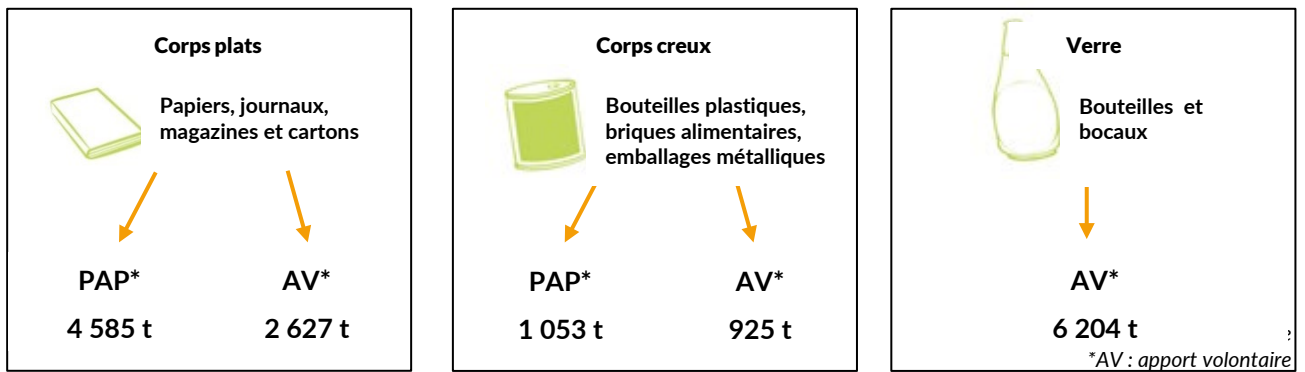 Corps plats
Papiers, journaux,
magazines et cartons
PAP*
AV*
4 585 t
2 627 t
Corps creux
Bouteilles plastiques,
briques alimentaires,
emballages métalliques
PAP*
AV*
1 053 t
925 t
Verre
Bouteilles et
bocaux
AV*
6 204 t
*AV : apport volontaire